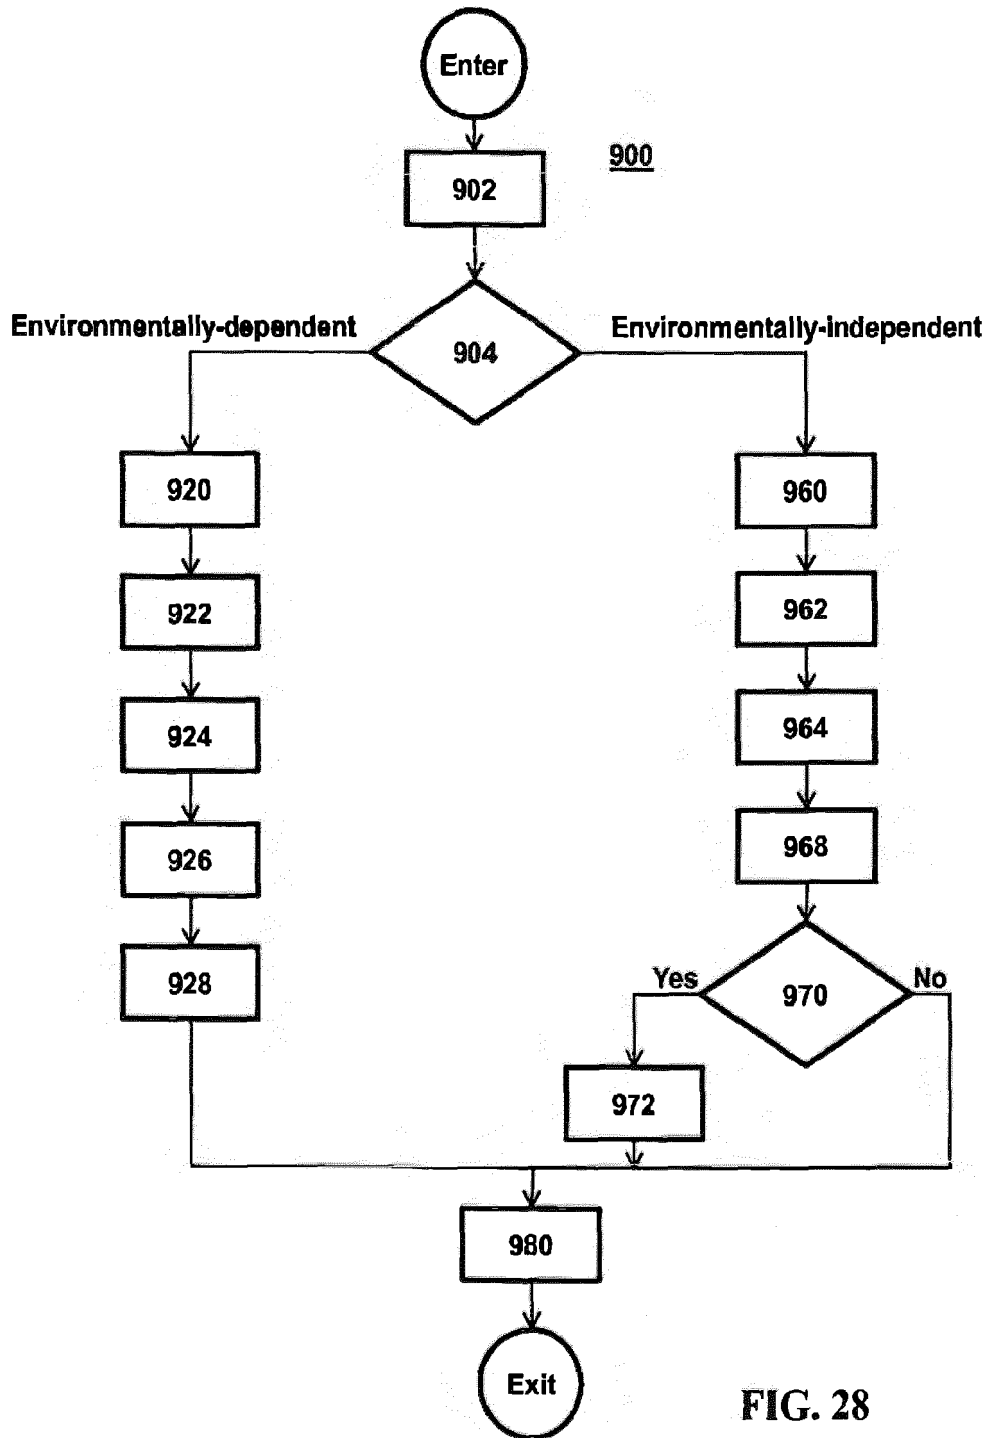 Enter
900
902
Environmentally-dependent
Environmentally-independent
904
920
960
922
962
924
964
926
968
928
Yes
970
No
972
980
Exit
FIG. 28